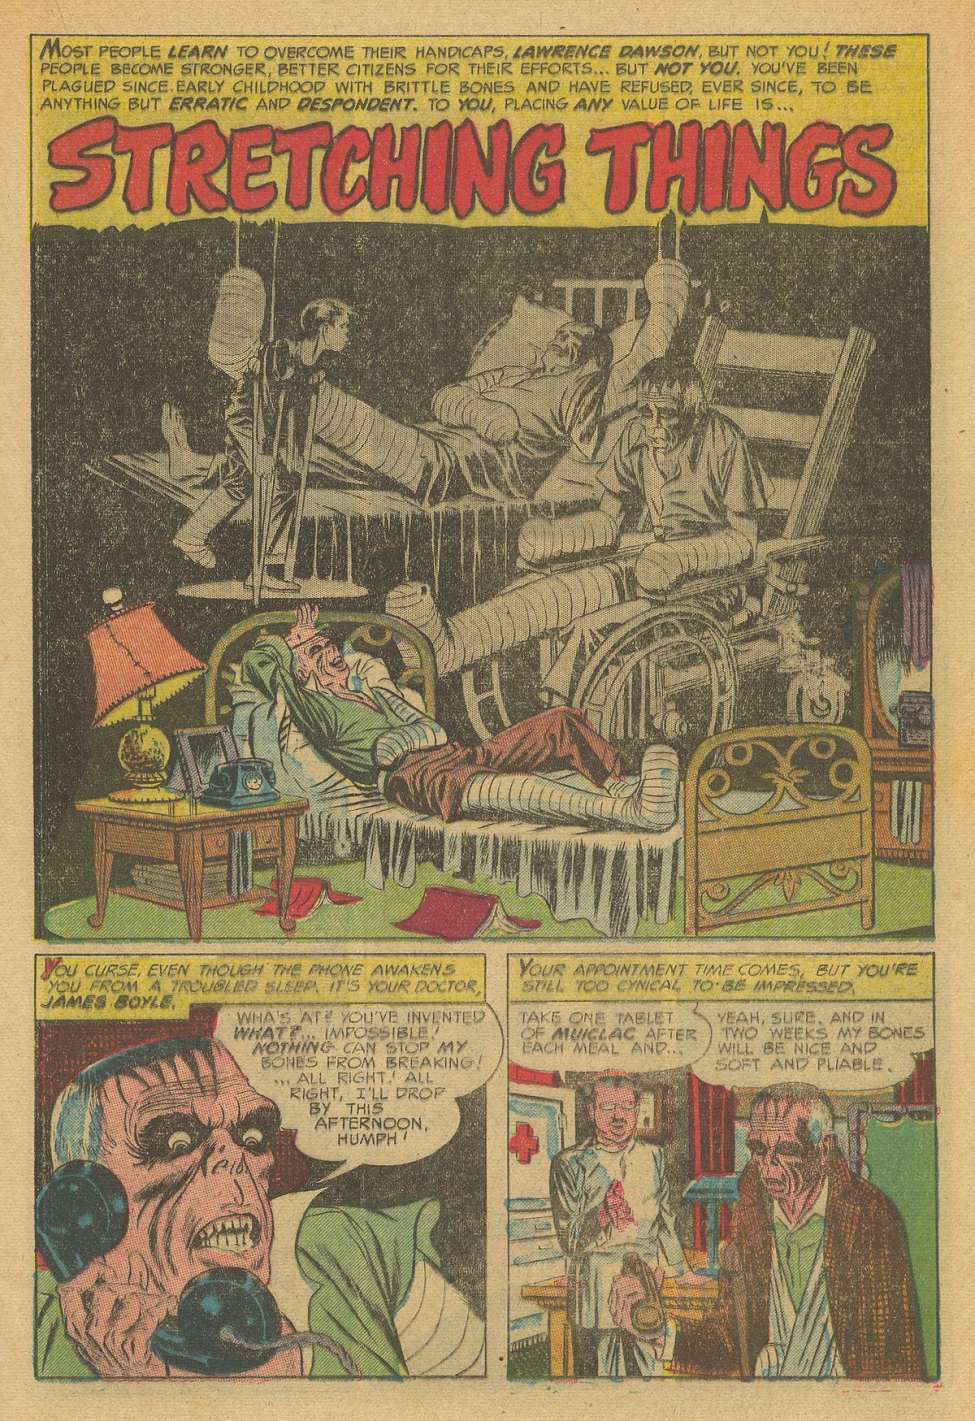 MOST PEOPLE LEARN TO OVERCOME THEIR HANDICAPS, LAWRENCE DAWSON, BUT NOT YOU! THESE
PEOPLE BECOME STRONGER, BETTER CITIZENS FOR THEIR EFFORTS... BUT NOT YOU. YOU'VE BEEN
PLAGUED SINCE EARLY CHILDHOOD WITH BRITTLE BONES AND HAVE REFUSED, EVER SINCE, TO BE
ANYTHING BUT ERRATIC AND DESPONDENT. TO YOU, PLACING ANY VALUE OF LIFE IS...
STRETCHING THINGS
YOU CURSE, EVEN THOUGH THE PHONE AWAKENS
YOU FROM A TROUBLED SLEEP. IT'S YOUR DOCTOR,
JAMES BOYLE.
WHA'S AT? YOU'VE INVENTED
WHAT?... IMPOSSIBLE!
NOTHING CAN STOP MY
BONES FROM BREAKING!
...ALL RIGHT! ALL
RIGHT, I'LL DROP
BY THIS
AFTERNOON,
HUMPH!
YOUR APPOINTMENT TIME COMES, BUT YOU'RE
STILL TOO CYNICAL TO BE IMPRESSED.
TAKE ONE TABLET
OF MUICLAC AFTER
EACH MEAL AND...
YEAH, SURE. AND IN
TWO WEEKS MY BONES
WILL BE NICE AND
SOFT AND PLIABLE.